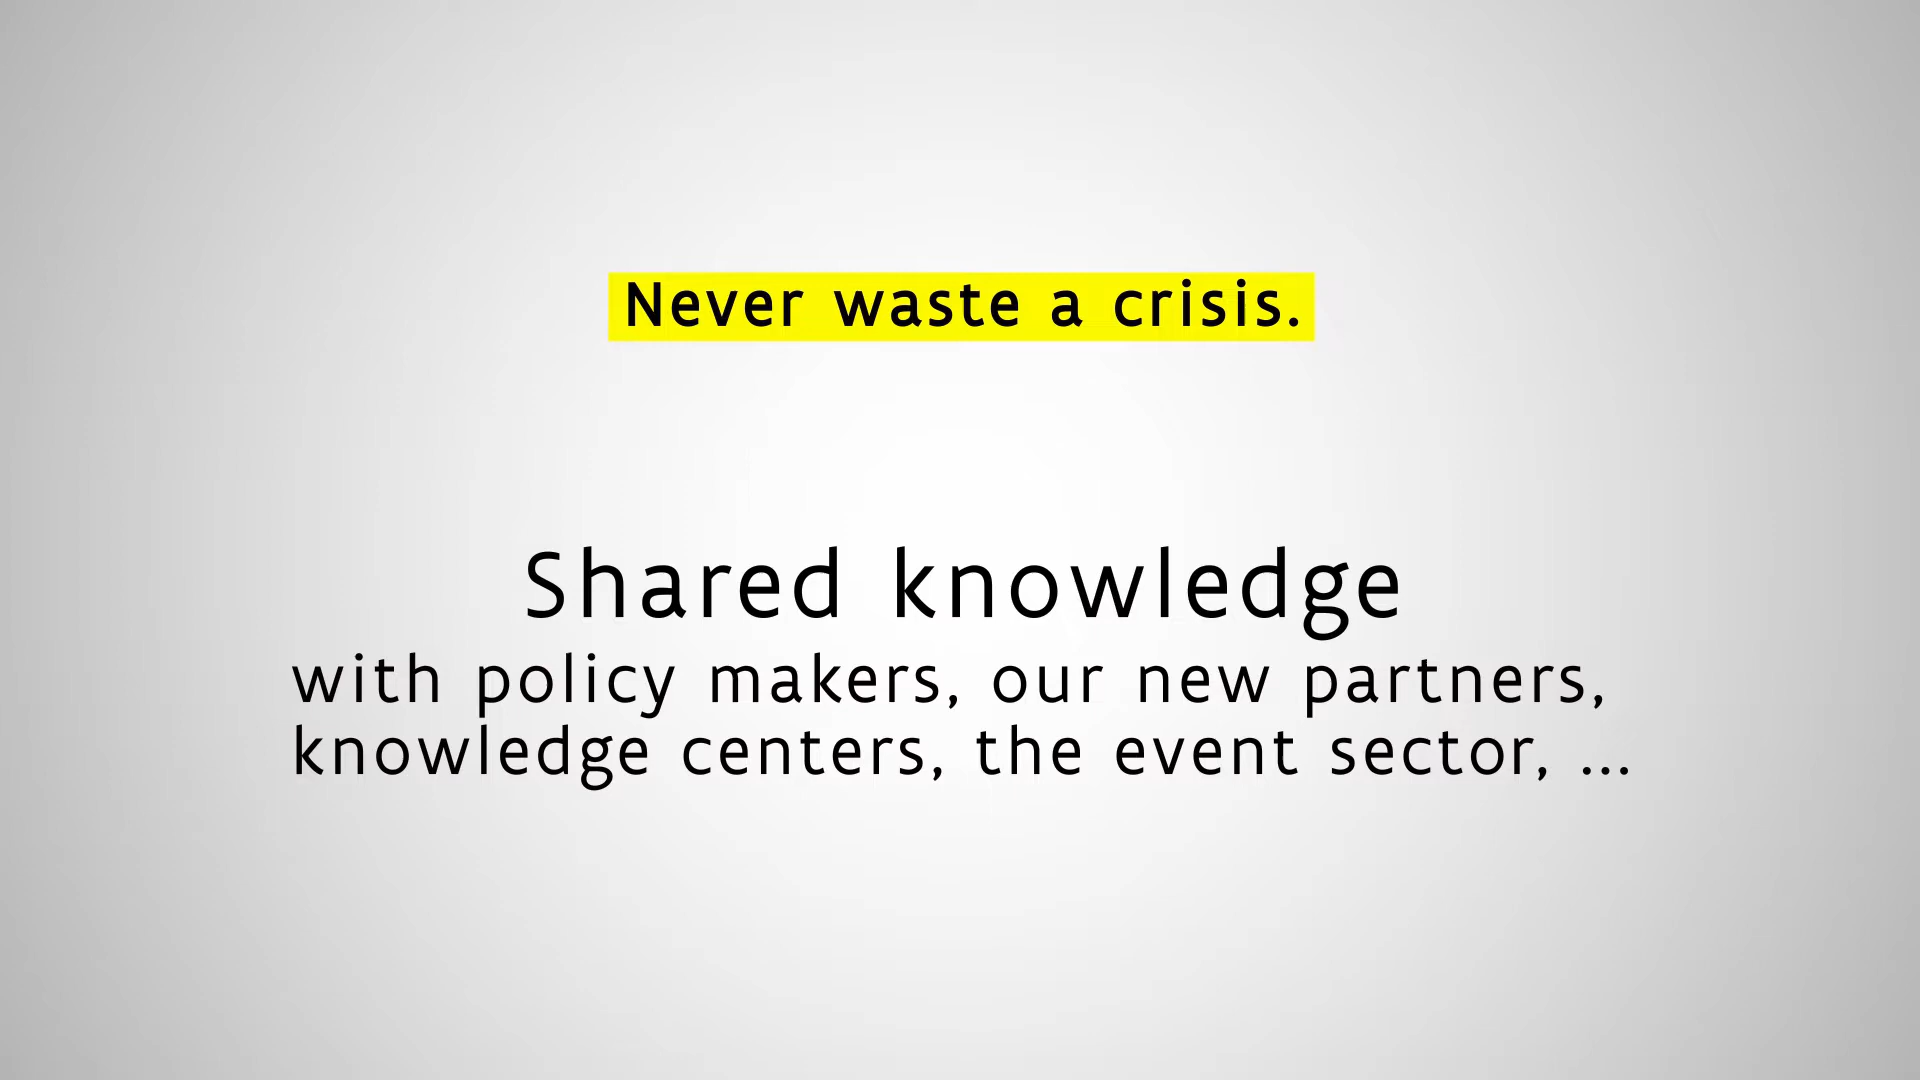 Never waste a crisis.
Shared knowledge
with policy makers, our new partners,
knowledge centers, the event sector, ...